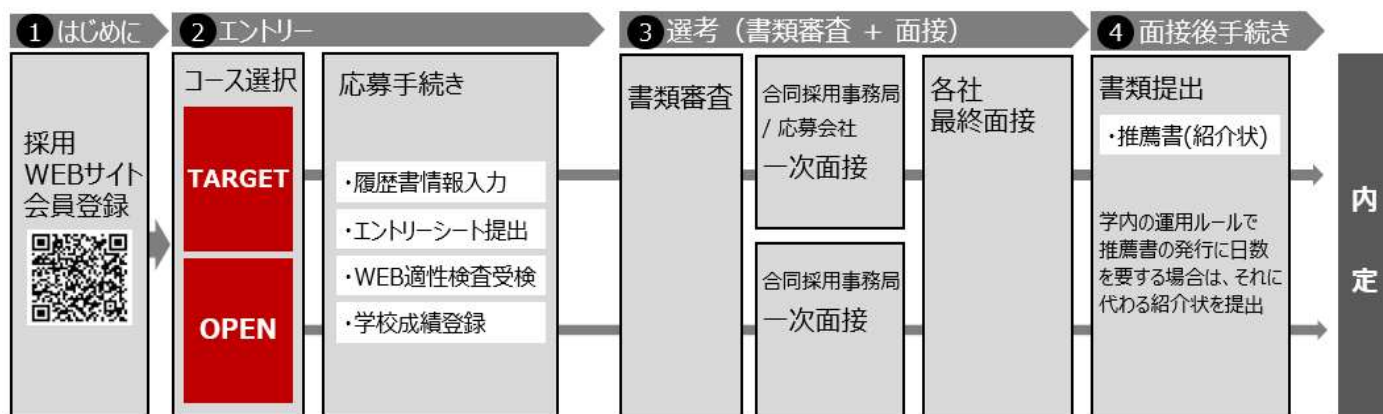 ❶はじめに
❷エントリー
❸選考（書類審査 + 面接）
❹面接後手続き
採用
WEBサイト
会員登録
コース選択
TARGET
OPEN
応募手続き
・履歴書情報入力
・エントリーシート提出
・WEB適性検査受検
・学校成績登録
書類審査
合同採用事務局
/ 応募会社
一次面接
合同採用事務局
一次面接
各社
最終面接
書類提出
・推薦書(紹介状)
学内の運用ルールで
推薦書の発行に日数
を要する場合は、それに
代わる紹介状を提出
内
定